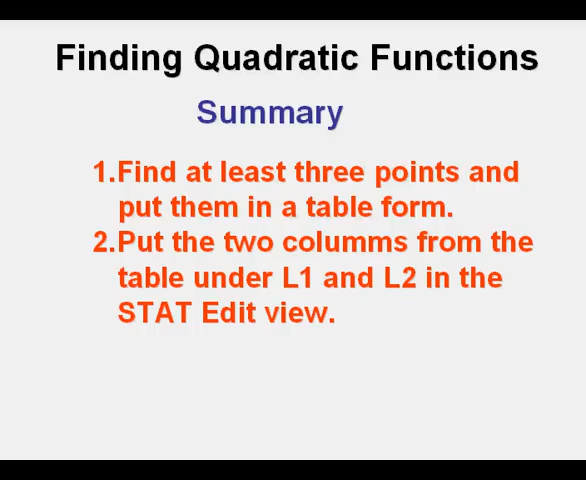 Finding Quadratic Functions
Summary
1.Find at least three points and
put them in a table form.
2.Put the two columms from the
table under L1 and L2 in the
STAT Edit view.